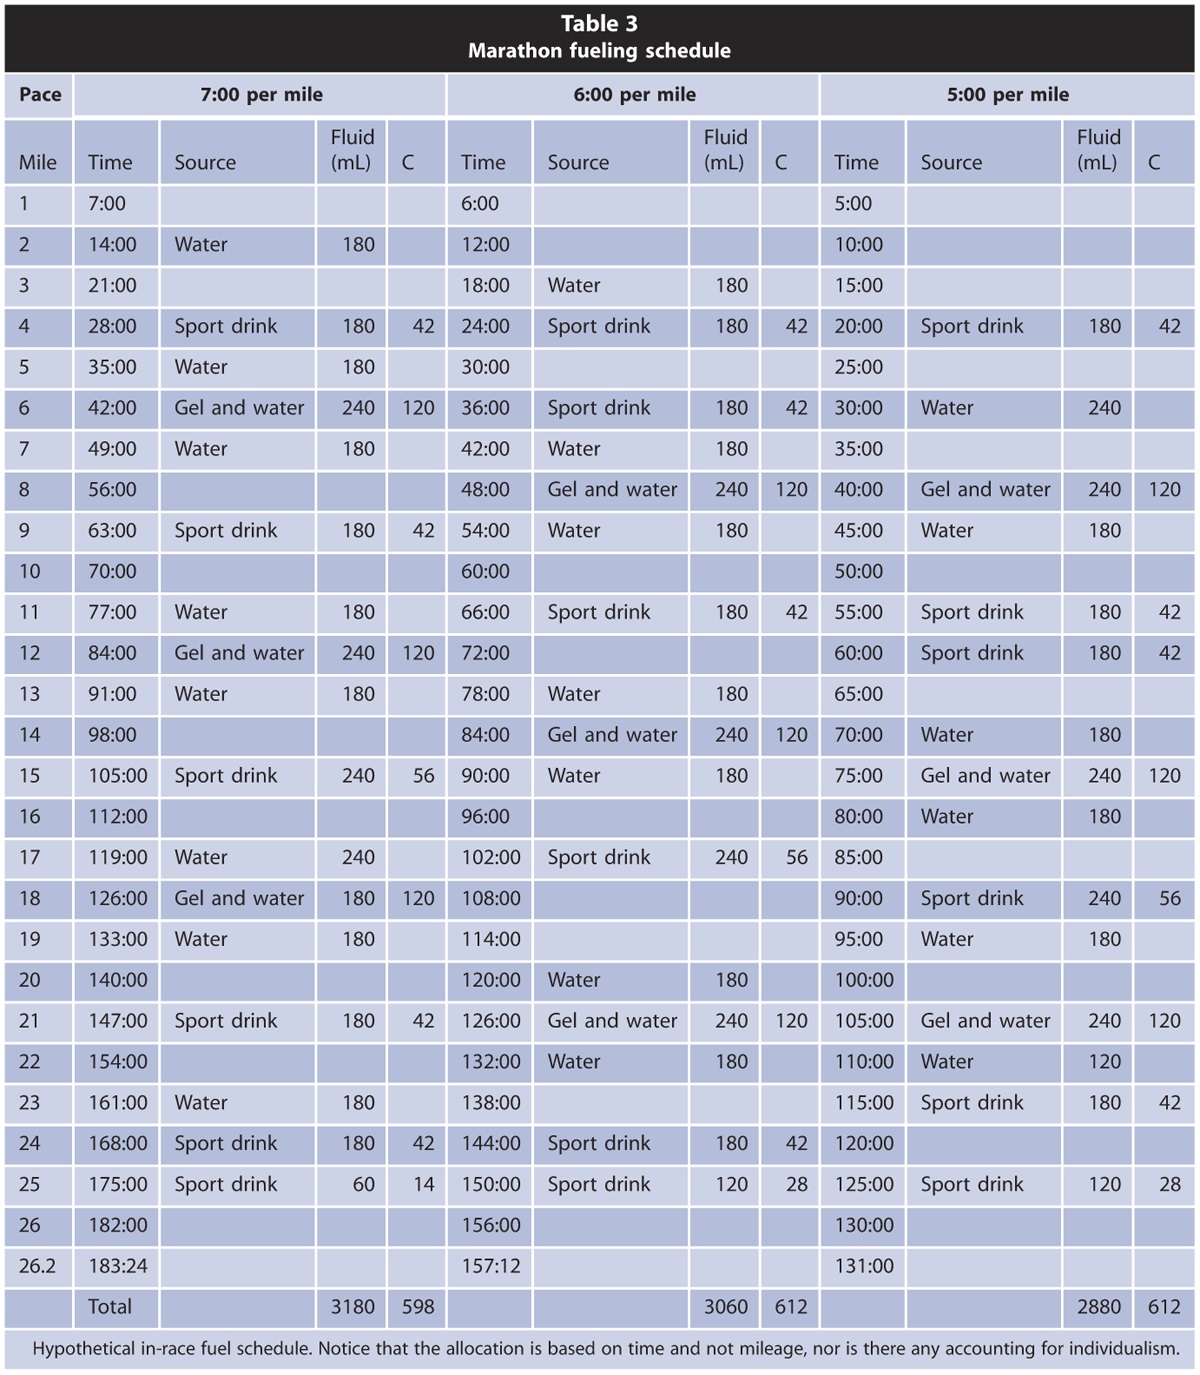 Table 3
Marathon fueling schedule
Pace 7:00 per mile 6:00 per mile 5:00 per mile
Mile Time Source Fluid (mL) C Time Source Fluid (mL) C Time Source Fluid (mL) C
1 7:00 6:00 5:00
2 14:00 Water 180 12:00 10:00
3 21:00 18:00 Water 180 15:00
4 28:00 Sport drink 180 42 24:00 Sport drink 180 42 20:00 Sport drink 180 42
5 35:00 Water 180 30:00 25:00
6 42:00 Gel and water 240 120 36:00 Sport drink 180 42 30:00 Water 240
7 49:00 Water 180 42:00 Water 180 35:00
8 56:00 48:00 Gel and water 240 120 40:00 Gel and water 240 120
9 63:00 Sport drink 180 42 54:00 Water 180 45:00 Water 180
10 70:00 60:00 50:00
11 77:00 Water 180 66:00 Sport drink 180 42 55:00 Sport drink 180 42
12 84:00 Gel and water 240 120 72:00 60:00 Sport drink 180 42
13 91:00 Water 180 78:00 Water 180 65:00
14 98:00 84:00 Gel and water 240 120 70:00 Water 180
15 105:00 Sport drink 240 56 90:00 Water 180 75:00 Gel and water 240 120
16 112:00 96:00 80:00 Water 180
17 119:00 Water 240 102:00 Sport drink 240 56 85:00
18 126:00 Gel and water 180 120 108:00 90:00 Sport drink 240 56
19 133:00 Water 180 114:00 95:00 Water 180
20 140:00 120:00 Water 180 100:00
21 147:00 Sport drink 180 42 126:00 Gel and water 240 120 105:00 Gel and water 240 120
22 154:00 132:00 Water 180 110:00 Water 120
23 161:00 Water 180 138:00 115:00 Sport drink 180 42
24 168:00 Sport drink 180 42 144:00 Sport drink 180 42 120:00
25 175:00 Sport drink 60 14 150:00 Sport drink 120 28 125:00 Sport drink 120 28
26 182:00 156:00 130:00
26.2 183:24 157:12 131:00
Total 3180 598 3060 612 2880 612
Hypothetical in-race fuel schedule. Notice that the allocation is based on time and not mileage, nor is there any accounting for individualism.